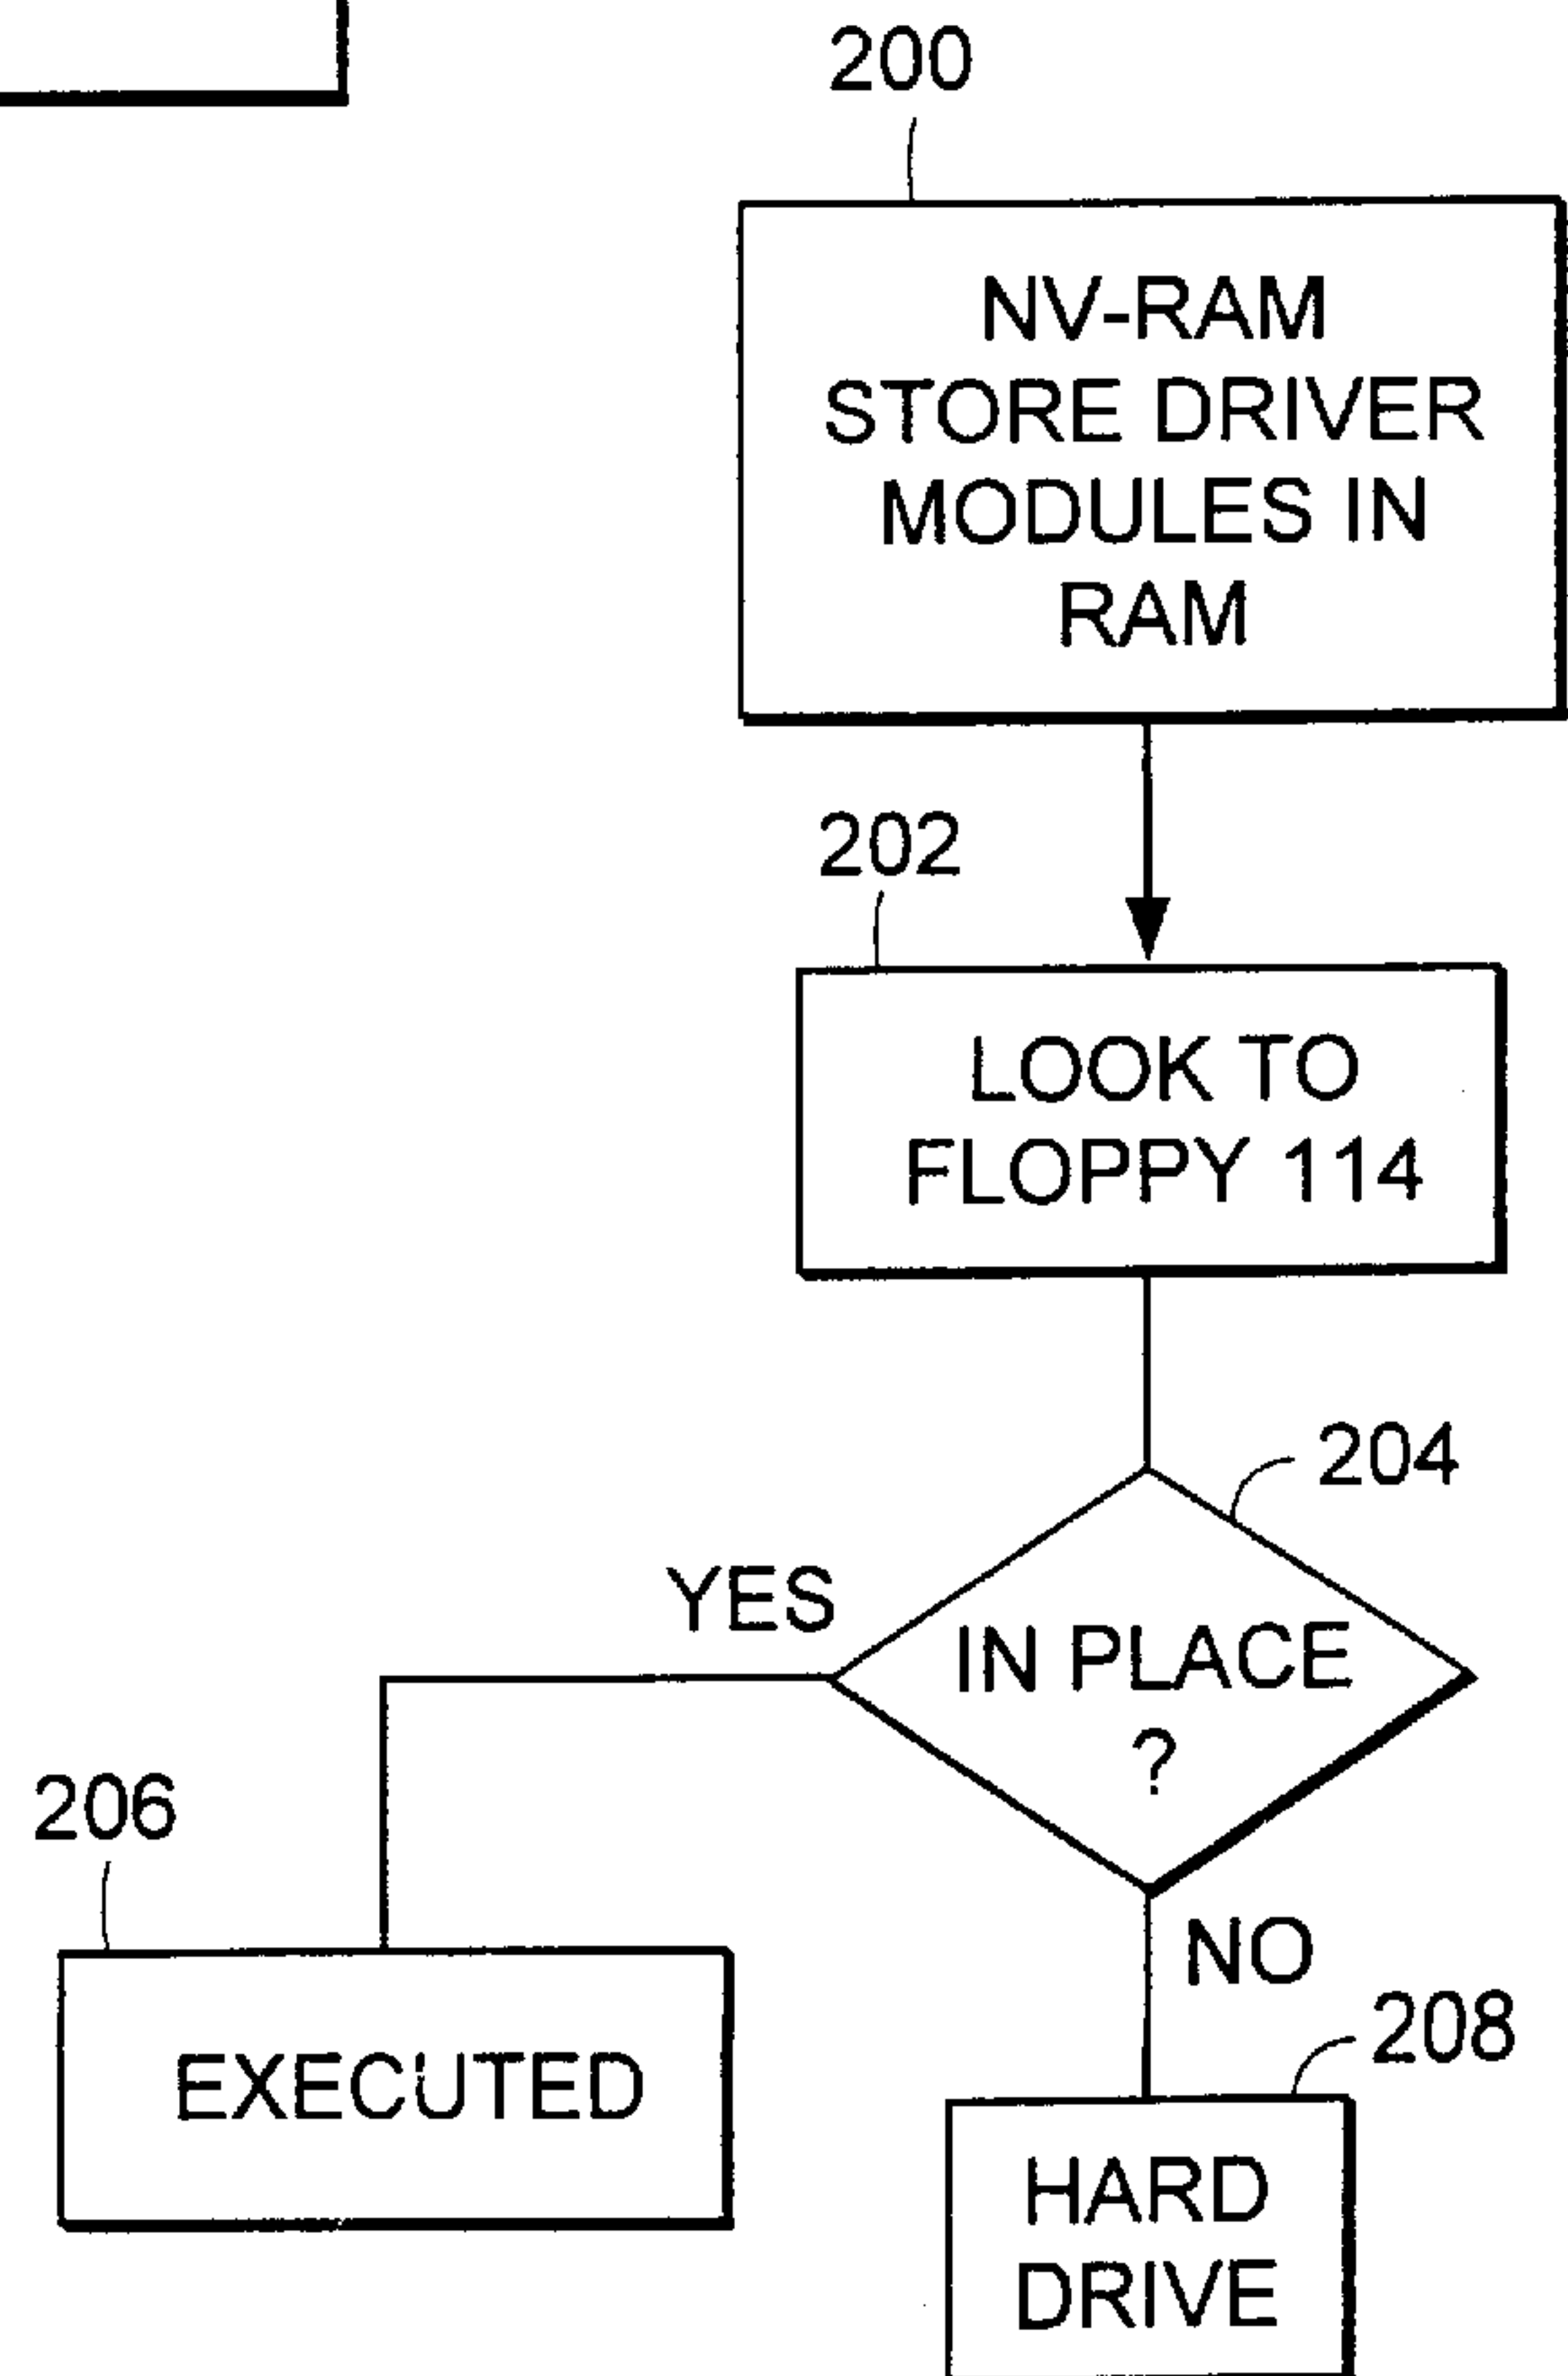 200
NV-RAM
STORE DRIVER
MODULES IN
RAM
202
LOOK TO
FLOPPY 114
204
YES
IN PLACE
?
206
NO
208
EXECUTED
HARD
DRIVE